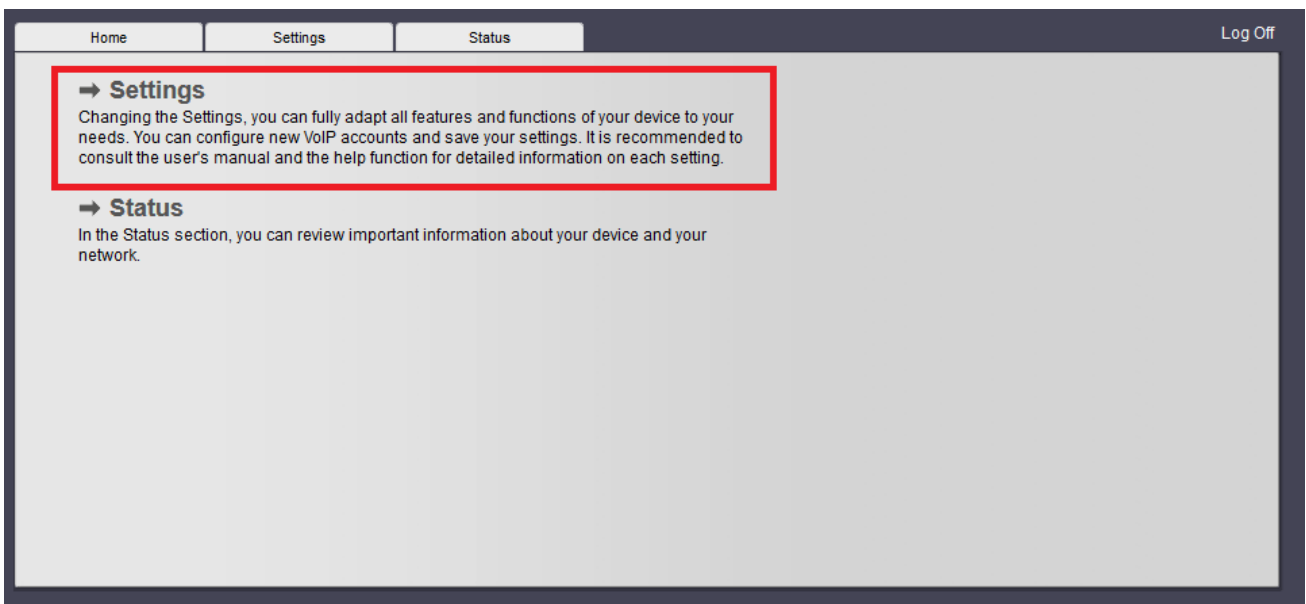 Home
Settings
Status
Log Off
➡ Settings
Changing the Settings, you can fully adapt all features and functions of your device to your
needs. You can configure new VoIP accounts and save your settings. It is recommended to
consult the user's manual and the help function for detailed information on each setting.
➡ Status
In the Status section, you can review important information about your device and your
network.